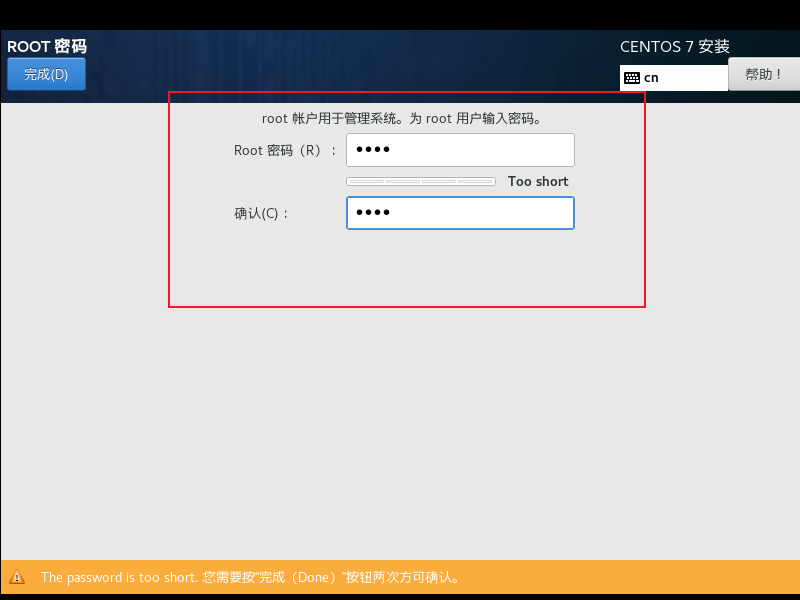 ROOT 密码
CENTOS 7 安装
完成(D)
cn
帮助！
root 帐户用于管理系统。为 root 用户输入密码。
Root 密码（R）：
••••
Too short
确认(C)：
••••
The password is too short. 您需要按“完成（Done）”按钮两次方可确认。